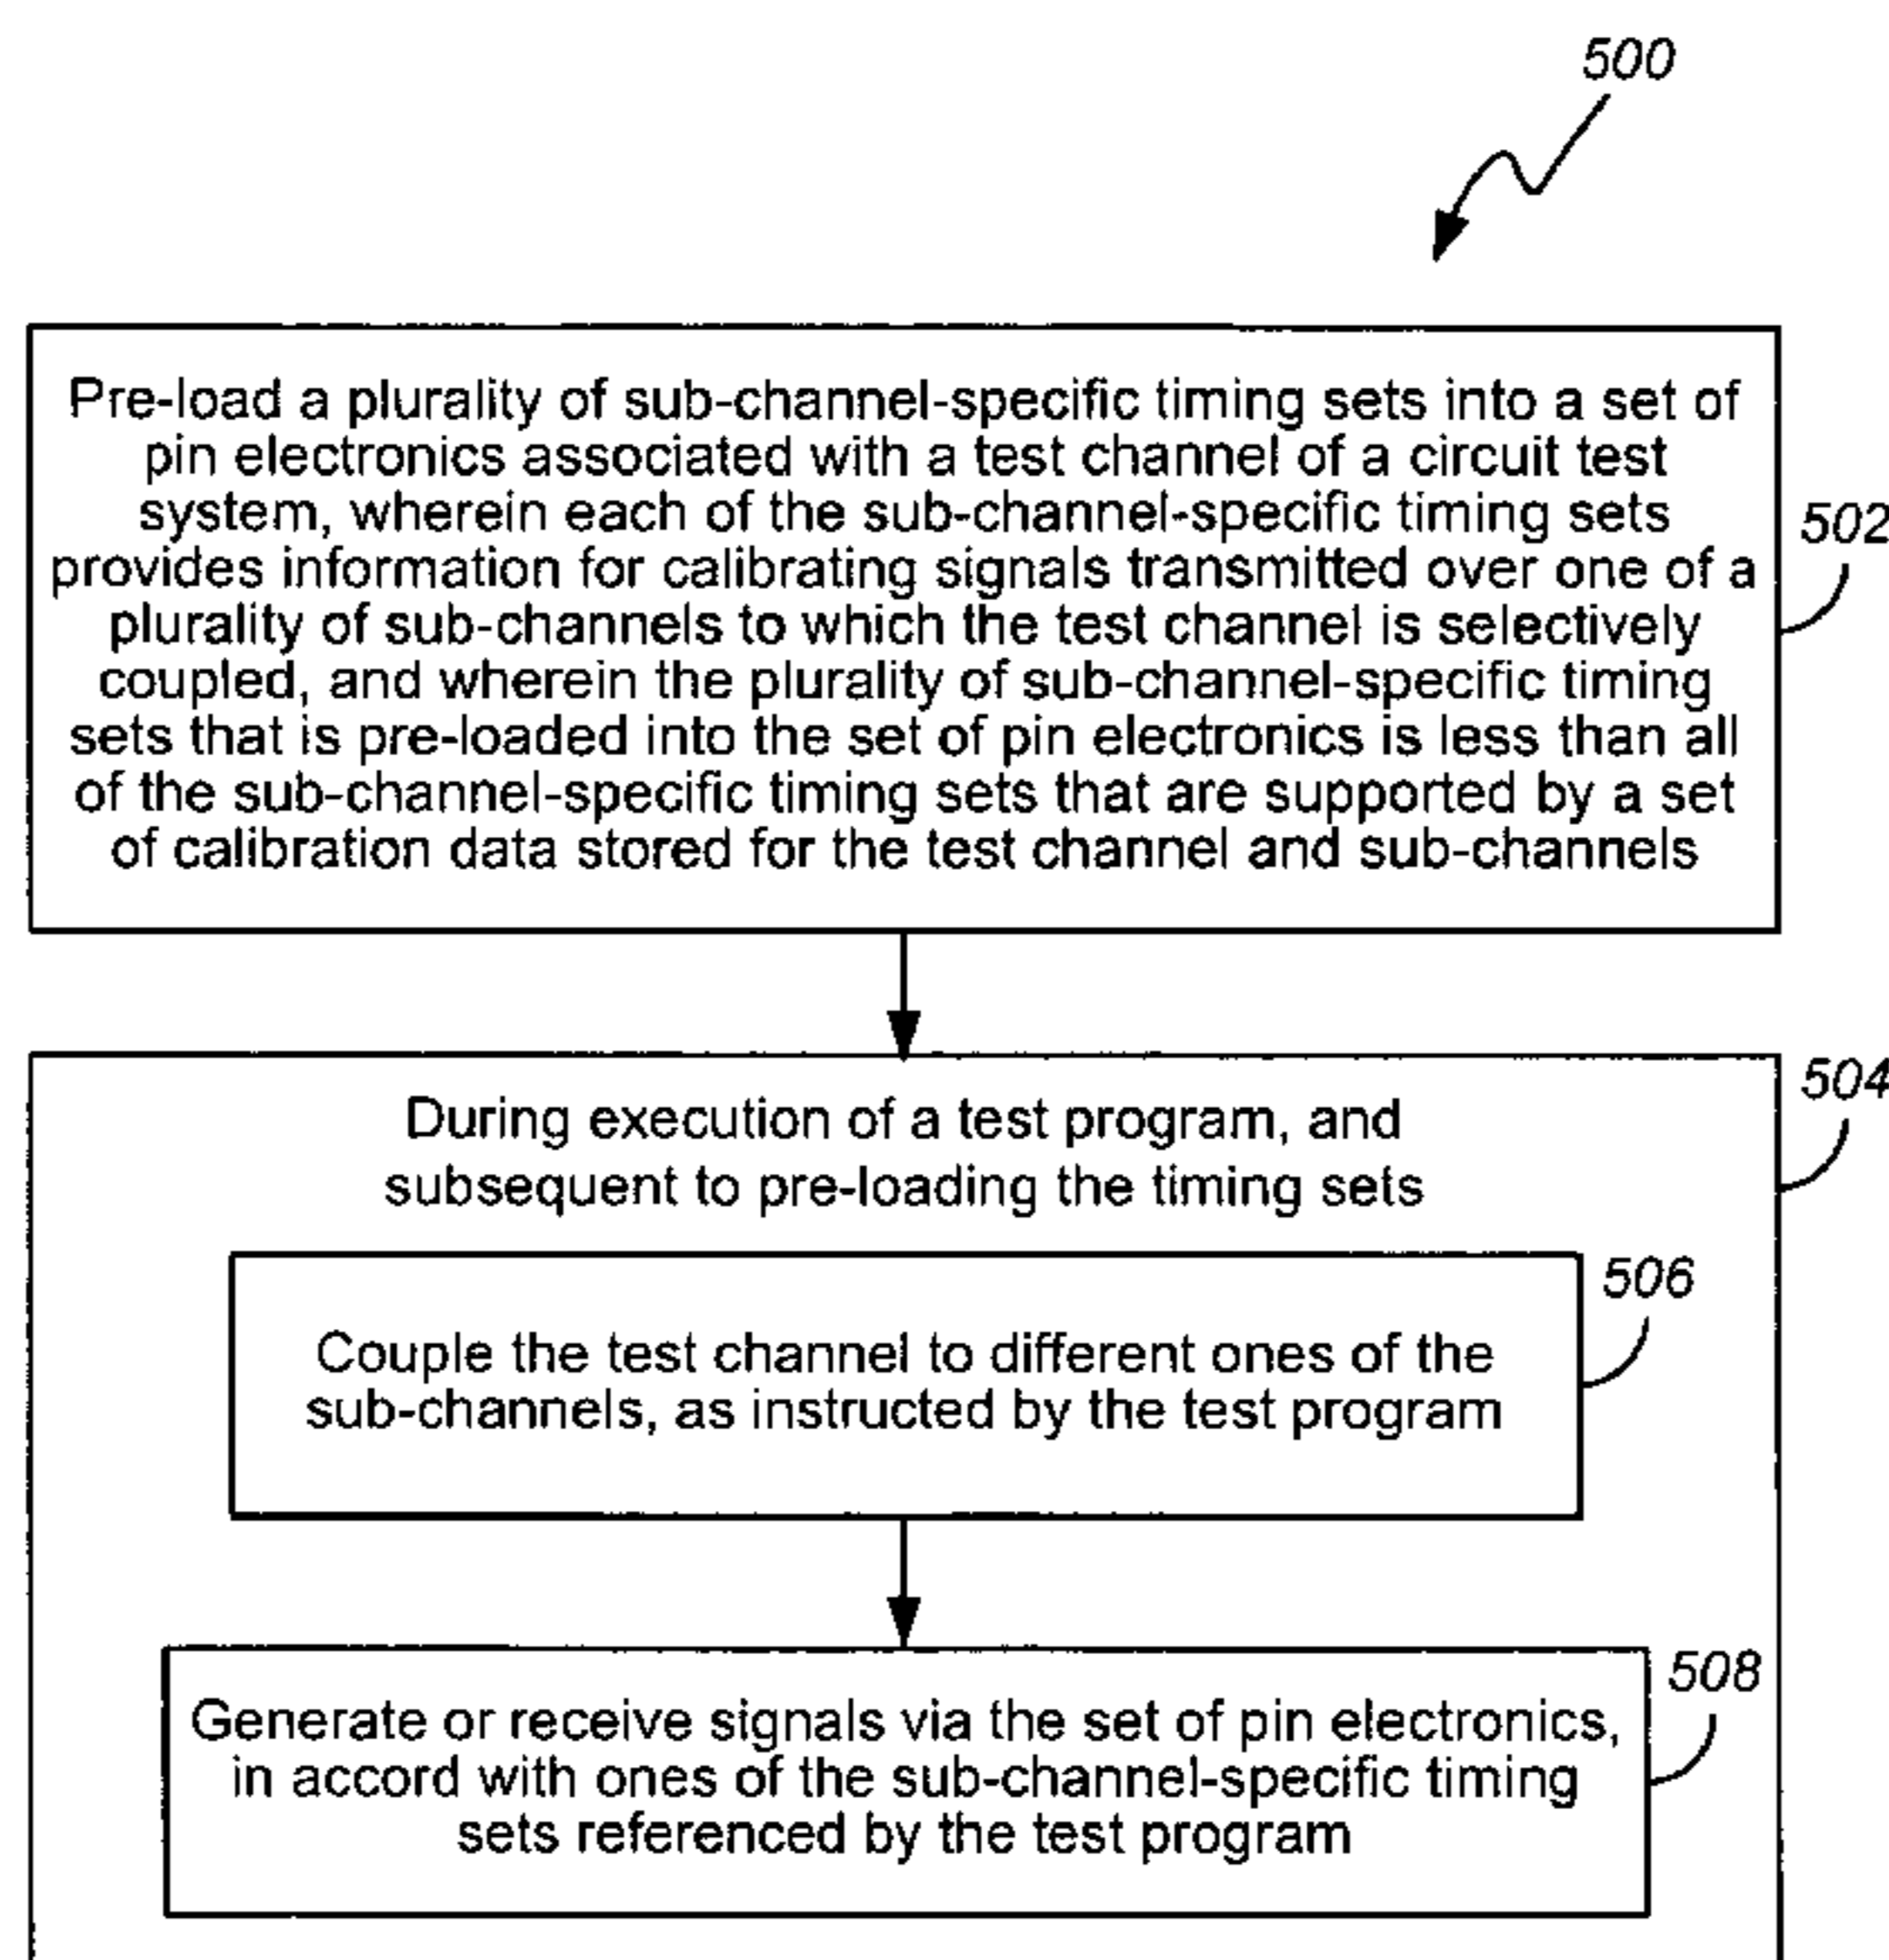 500
Pre-load a plurality of sub-channel-specific timing sets into a set of
pin electronics associated with a test channel of a circuit test
system, wherein each of the sub-channel-specific timing sets
provides information for calibrating signals transmitted over one of a
plurality of sub-channels to which the test channel is selectively
coupled, and wherein the plurality of sub-channel-specific timing
sets that is pre-loaded into the set of pin electronics is less than all
of the sub-channel-specific timing sets that are supported by a set
of calibration data stored for the test channel and sub-channels
502
During execution of a test program, and
subsequent to pre-loading the timing sets
504
Couple the test channel to different ones of the
sub-channels, as instructed by the test program
506
Generate or receive signals via the set of pin electronics,
in accord with ones of the sub-channel-specific timing
sets referenced by the test program
508